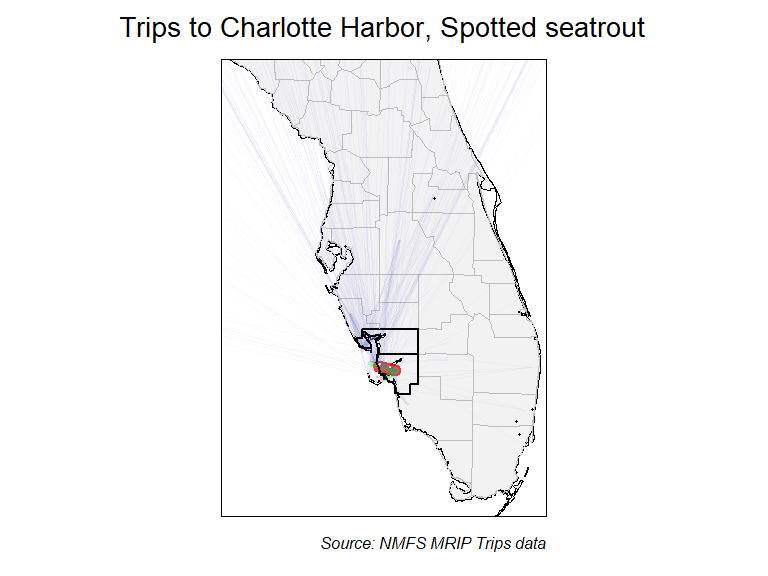 Trips to Charlotte Harbor, Spotted seatrout
Source: NMFS MRIP Trips data